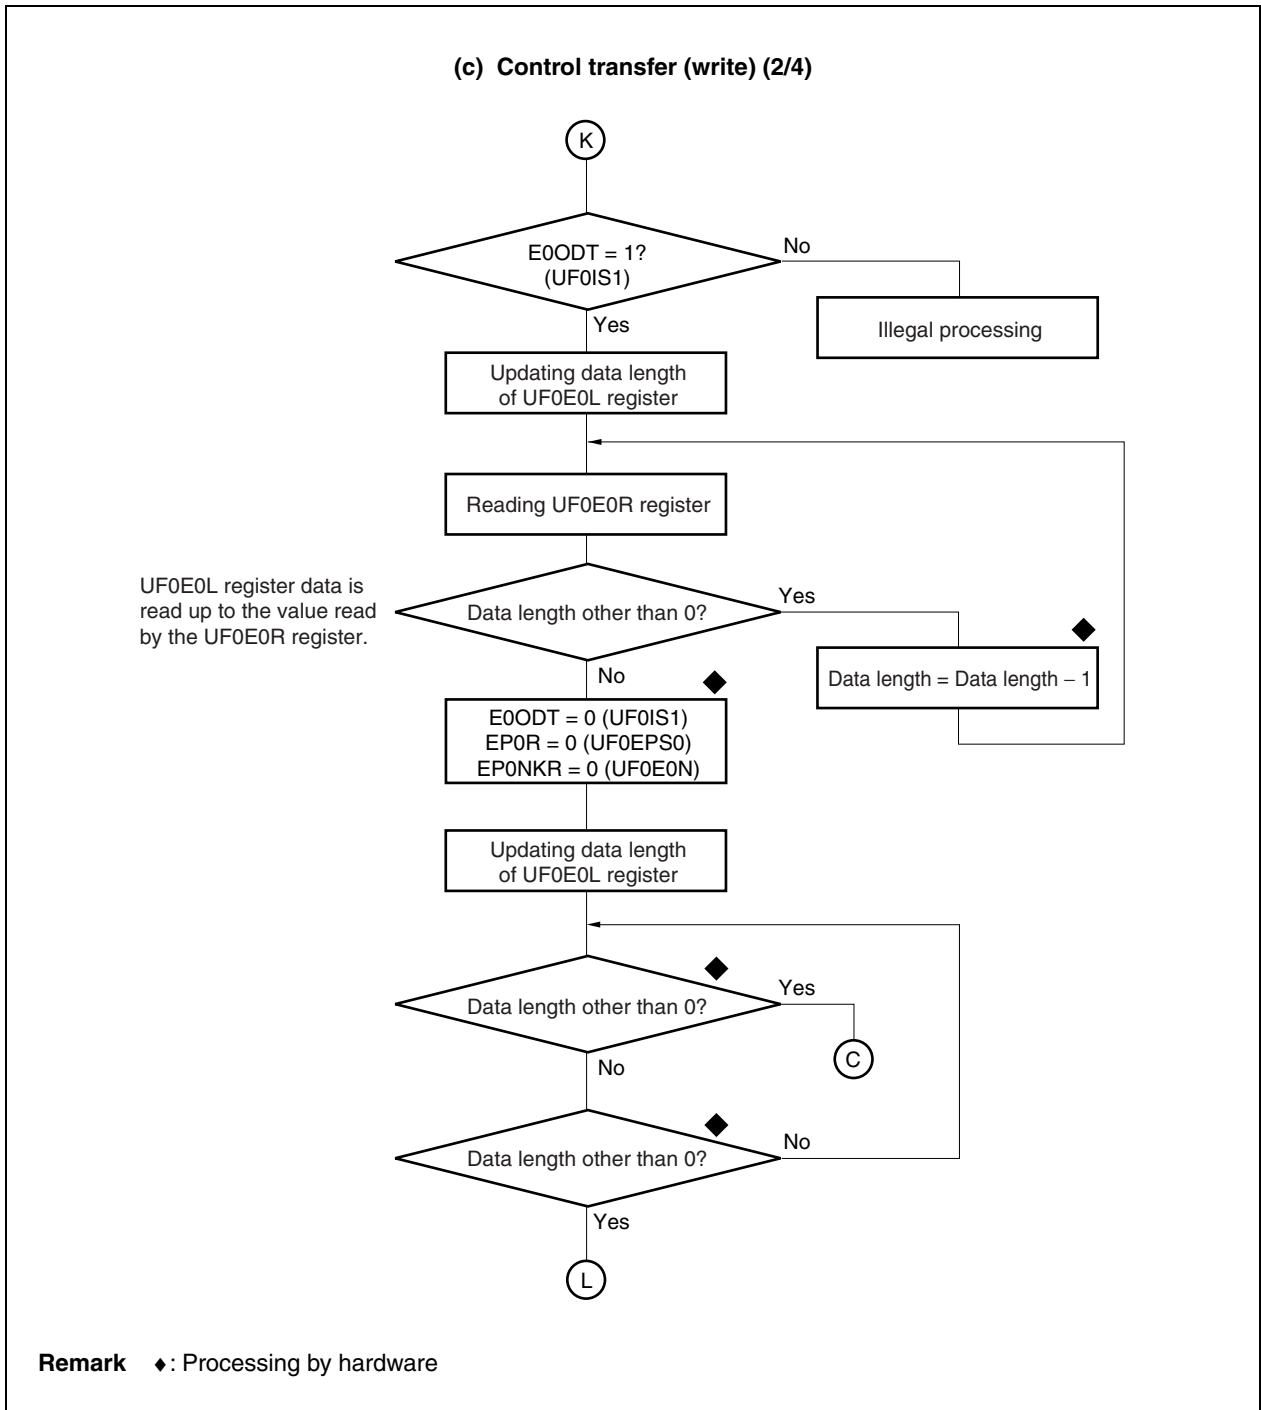 (c) Control transfer (write) (2/4)
K
E0ODT = 1?
(UF0IS1)
No
Illegal processing
Yes
Updating data length
of UF0E0L register
Reading UF0E0R register
UF0E0L register data is
read up to the value read
by the UF0E0R register.
Data length other than 0?
Yes
Data length = Data length − 1
No
E0ODT = 0 (UF0IS1)
EP0R = 0 (UF0EPS0)
EP0NKR = 0 (UF0E0N)
Updating data length
of UF0E0L register
Data length other than 0?
Yes
C
No
Data length other than 0?
No
Yes
L
Remark ♦: Processing by hardware